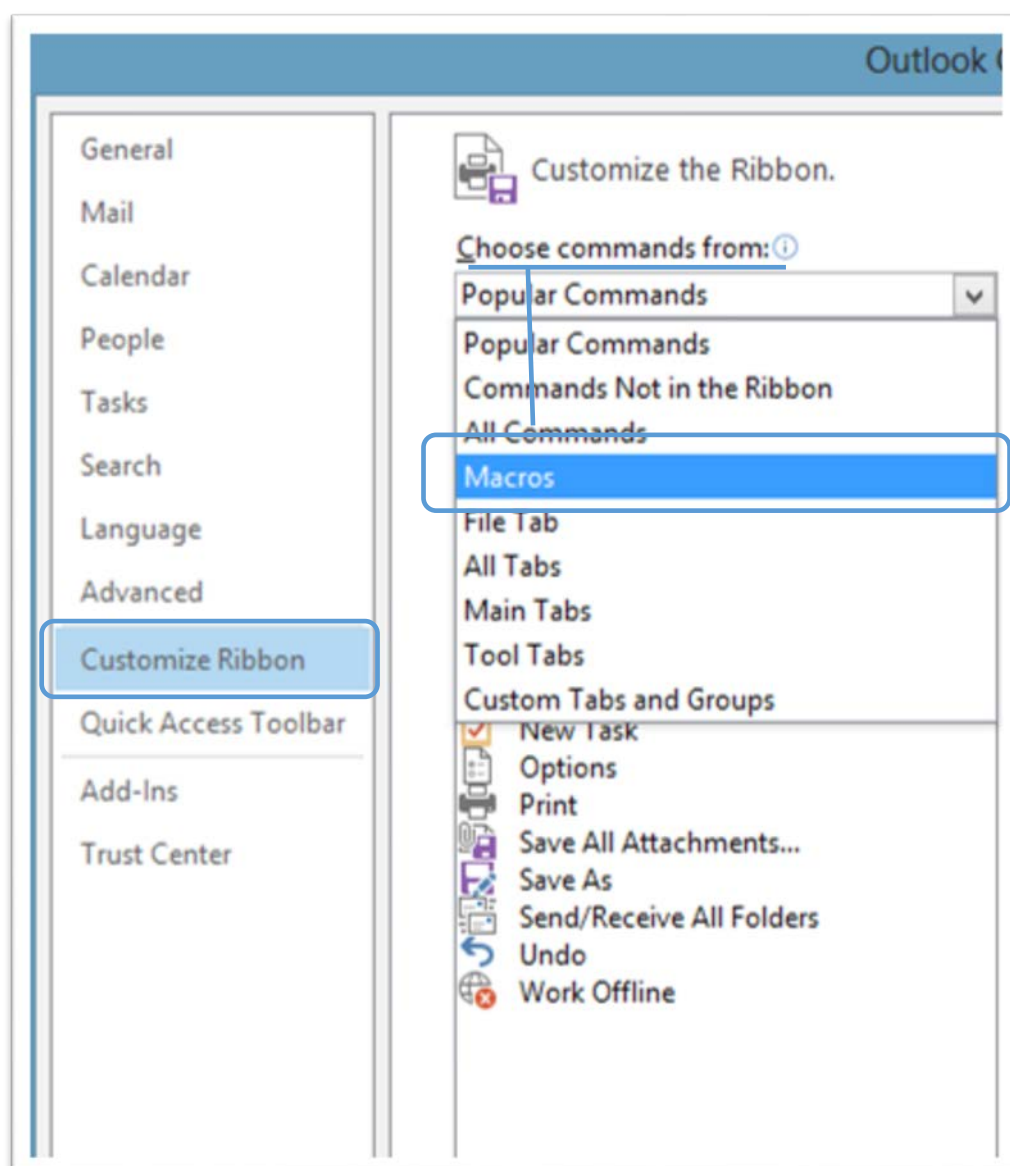 Outlook
General
Mail
Calendar
People
Tasks
Search
Language
Advanced
Customize Ribbon
Quick Access Toolbar
Add-Ins
Trust Center
Customize the Ribbon.
Choose commands from:
Popular Commands
Popular Commands
Commands Not in the Ribbon
All Commands
Macros
File Tab
All Tabs
Main Tabs
Tool Tabs
Custom Tabs and Groups
New Task
Options
Print
Save All Attachments...
Save As
Send/Receive All Folders
Undo
Work Offline